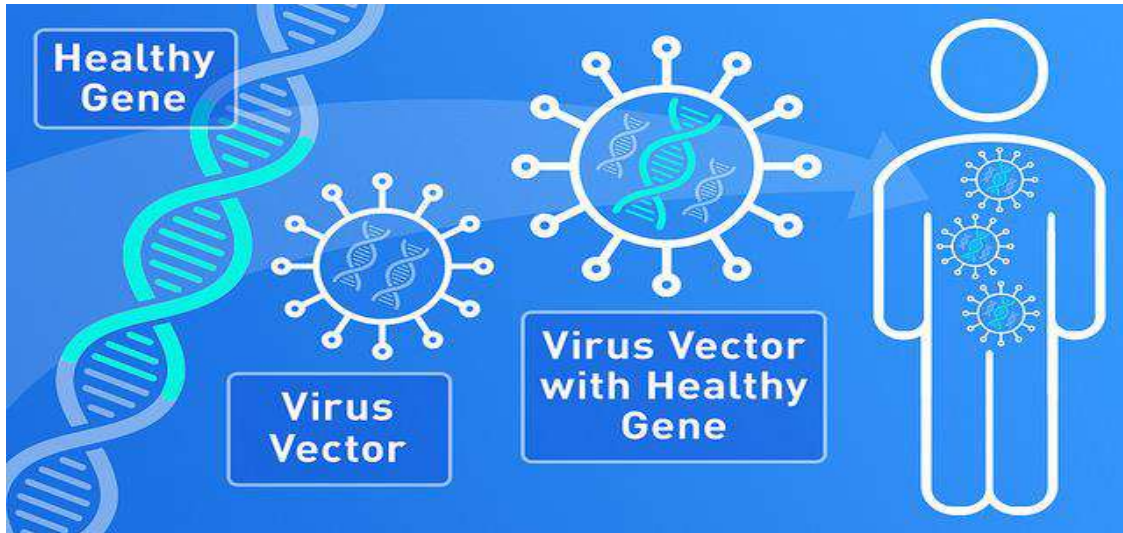 Healthy
Gene
Virus
Vector
Virus Vector
with Healthy
Gene